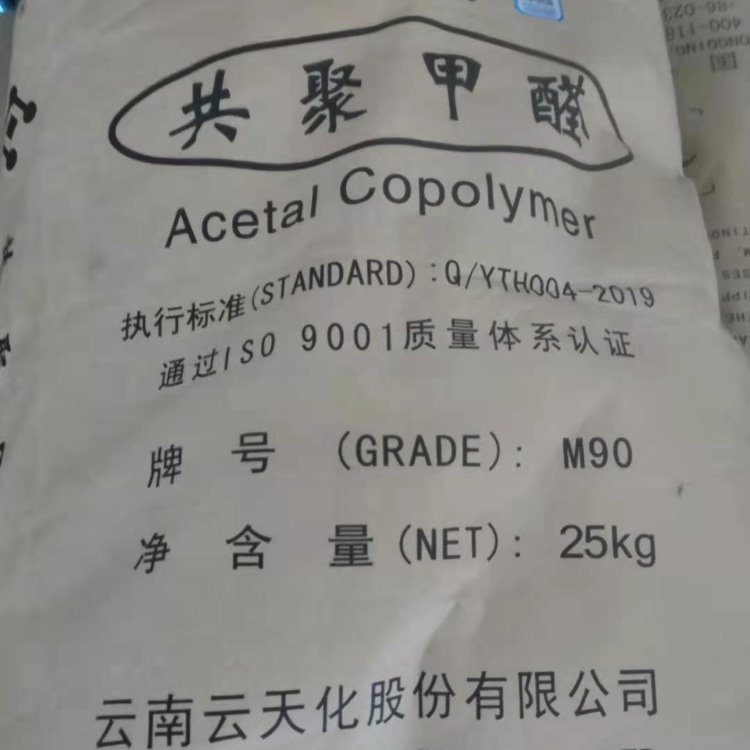 共聚甲醛
Acetal Copolymer
执行标准(STANDARD):Q/YTH004-2019
通过ISO 9001质量体系认证
牌 号 (GRADE): M90
净 含 量 (NET): 25kg
云南云天化股份有限公司